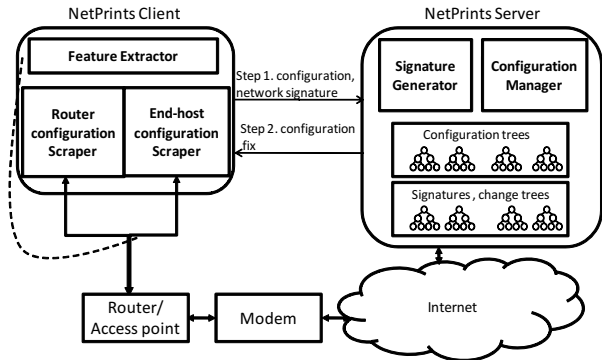 NetPrints Client
NetPrints Server
Feature Extractor
Router
configuration
Scraper
End-host
configuration
Scraper
Step 1. configuration,
network signature
Step 2. configuration
fix
Signature
Generator
Configuration
Manager
Configuration trees
Signatures , change trees
Router/
Access point
Modem
Internet